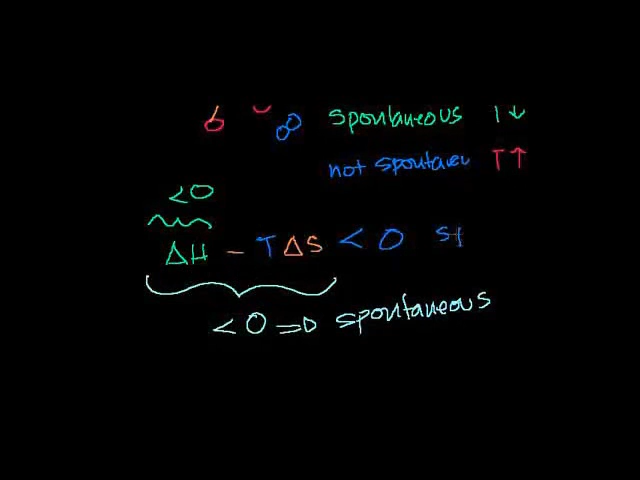 spontaneous T ↓
not spontaneu T ↑
< 0
ΔH − TΔS < 0
< 0 ⇒ spontaneous